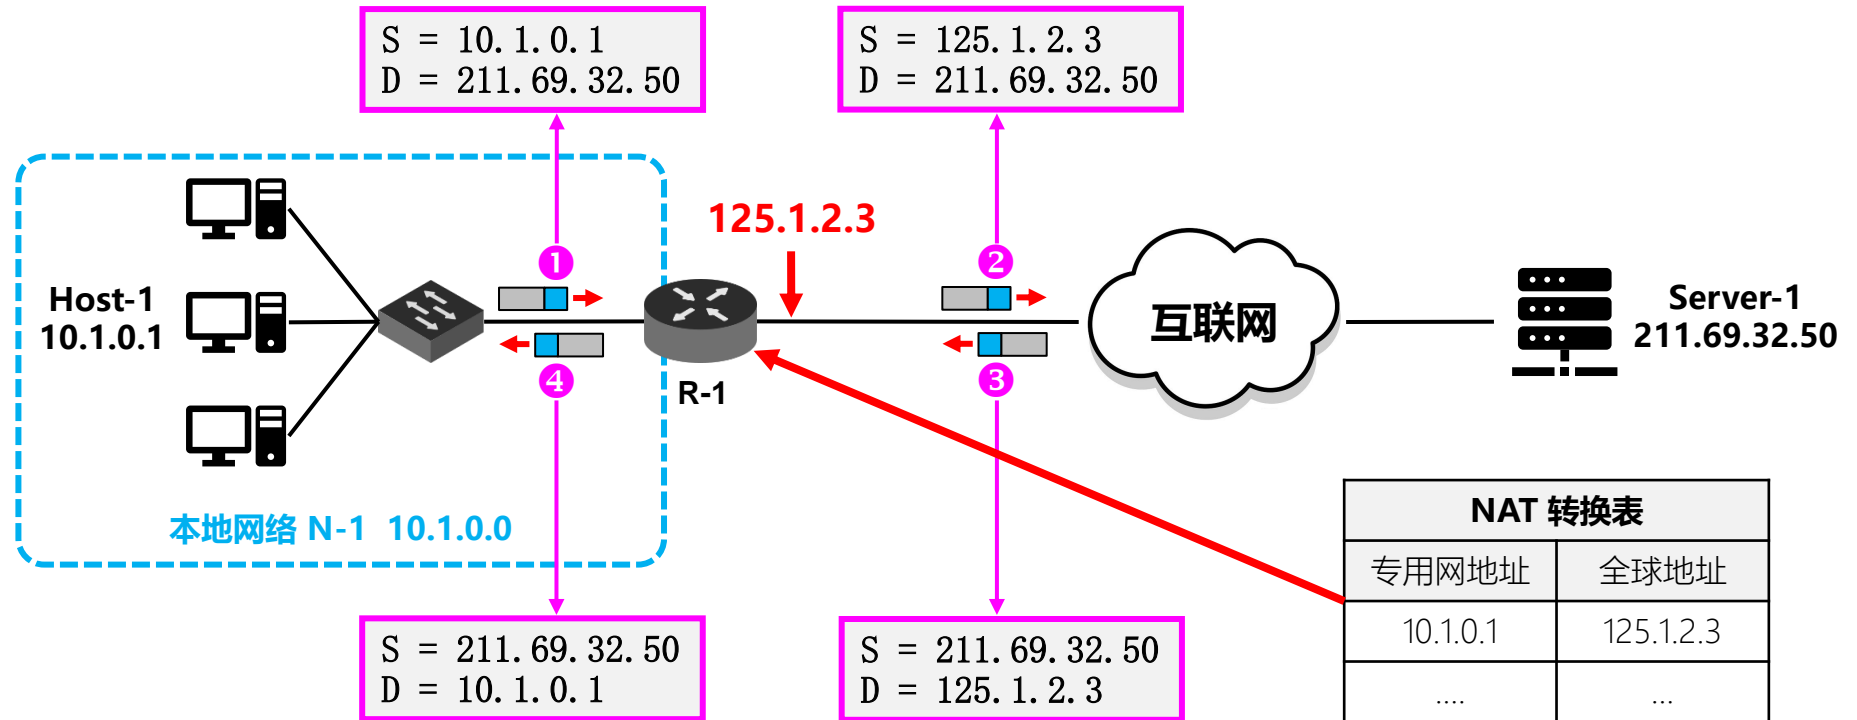 S = 10.1.0.1
D = 211.69.32.50
S = 125.1.2.3
D = 211.69.32.50
125.1.2.3
❶
❷
Host-1
10.1.0.1
互联网
Server-1
211.69.32.50
❹
❸
R-1
本地网络 N-1 10.1.0.0
NAT 转换表
专用网地址 全球地址
10.1.0.1 125.1.2.3
.... ...
S = 211.69.32.50
D = 10.1.0.1
S = 211.69.32.50
D = 125.1.2.3